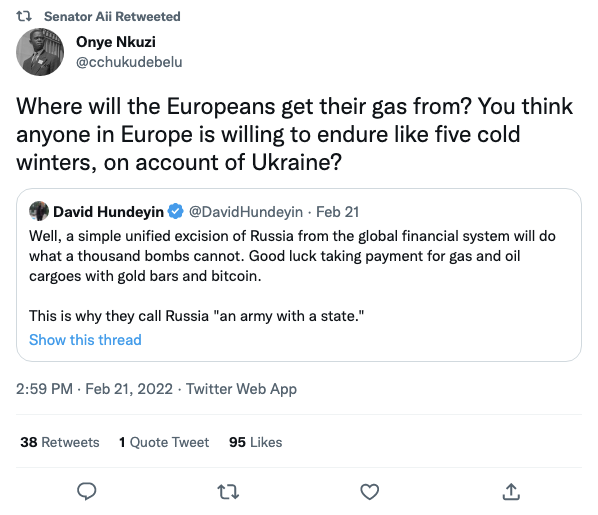 Senator Aii Retweeted
Onye Nkuzi
@cchukudebelu
Where will the Europeans get their gas from? You think
anyone in Europe is willing to endure like five cold
winters, on account of Ukraine?
David Hundeyin @DavidHundeyin · Feb 21
Well, a simple unified excision of Russia from the global financial system will do
what a thousand bombs cannot. Good luck taking payment for gas and oil
cargoes with gold bars and bitcoin.
This is why they call Russia "an army with a state."
Show this thread
2:59 PM · Feb 21, 2022 · Twitter Web App
38 Retweets 1 Quote Tweet 95 Likes